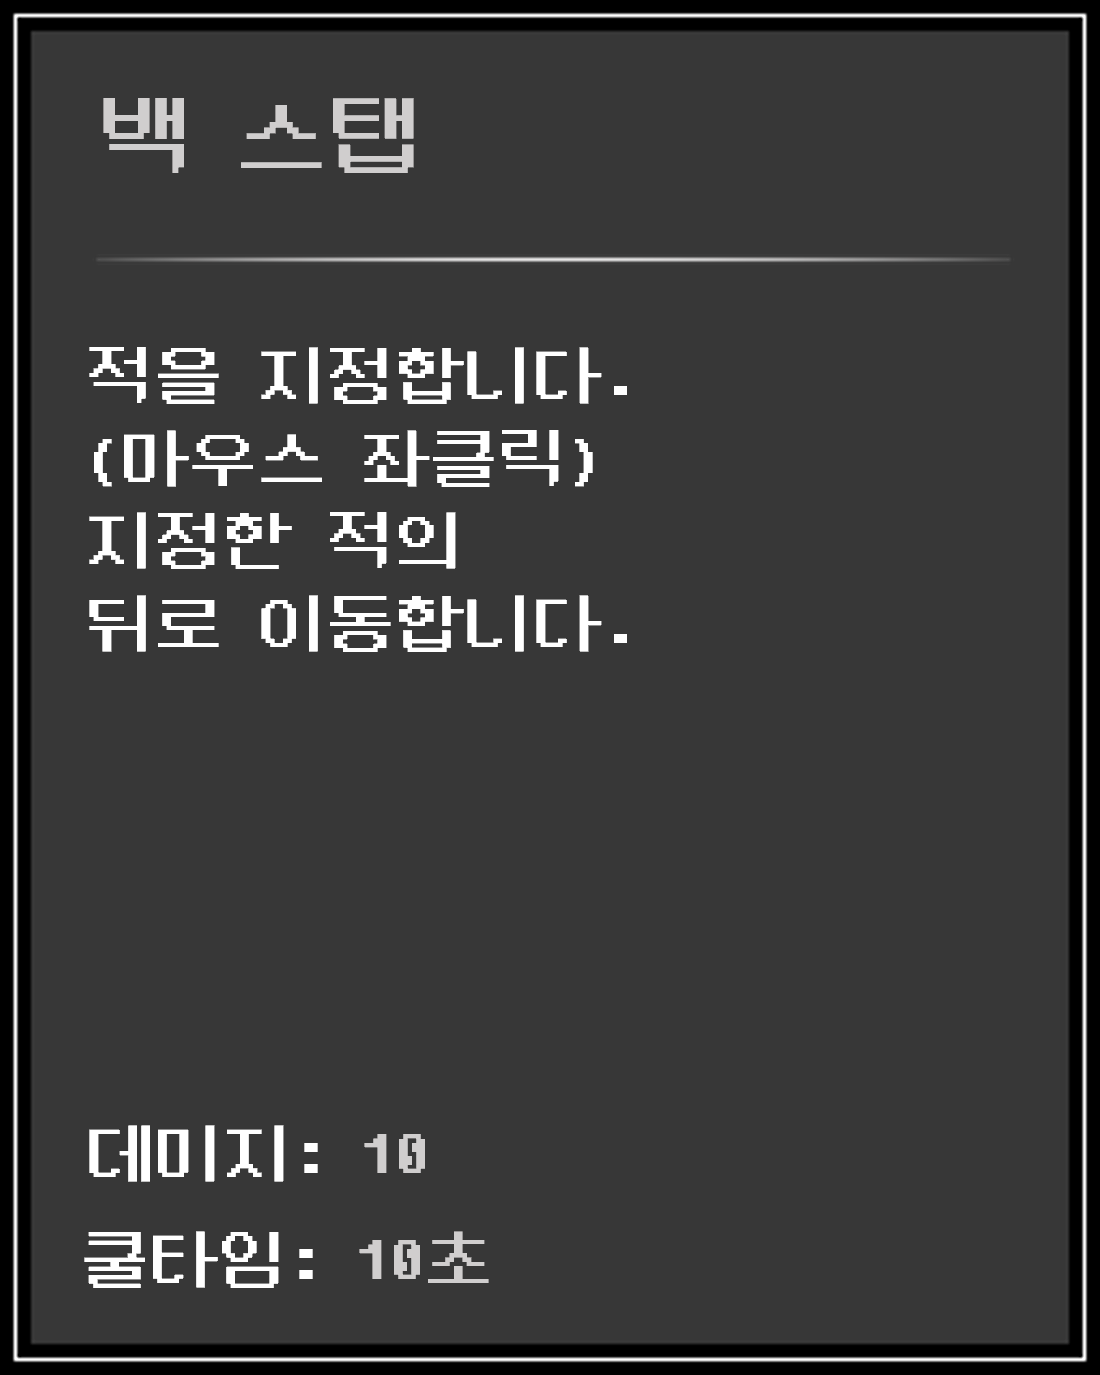 백 스탭
적을 지정합니다.
(마우스 좌클릭)
지정한 적의
뒤로 이동합니다.
데미지: 10
쿨타임: 10초